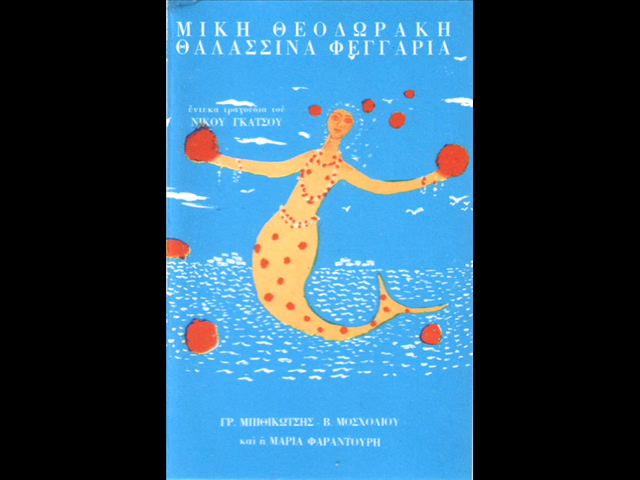 ΜΙΚΗ ΘΕΟΔΩΡΑΚΗ
ΘΑΛΑΣΣΙΝΑ ΦΕΓΓΑΡΙΑ
ἕντεκα τραγούδια τοῦ
ΝΙΚΟΥ ΓΚΑΤΣΟΥ
ΓΡ. ΜΠΙΘΙΚΩΤΣΗΣ - Β. ΜΟΣΧΟΛΙΟΥ
καὶ ἡ ΜΑΡΙΑ ΦΑΡΑΝΤΟΥΡΗ